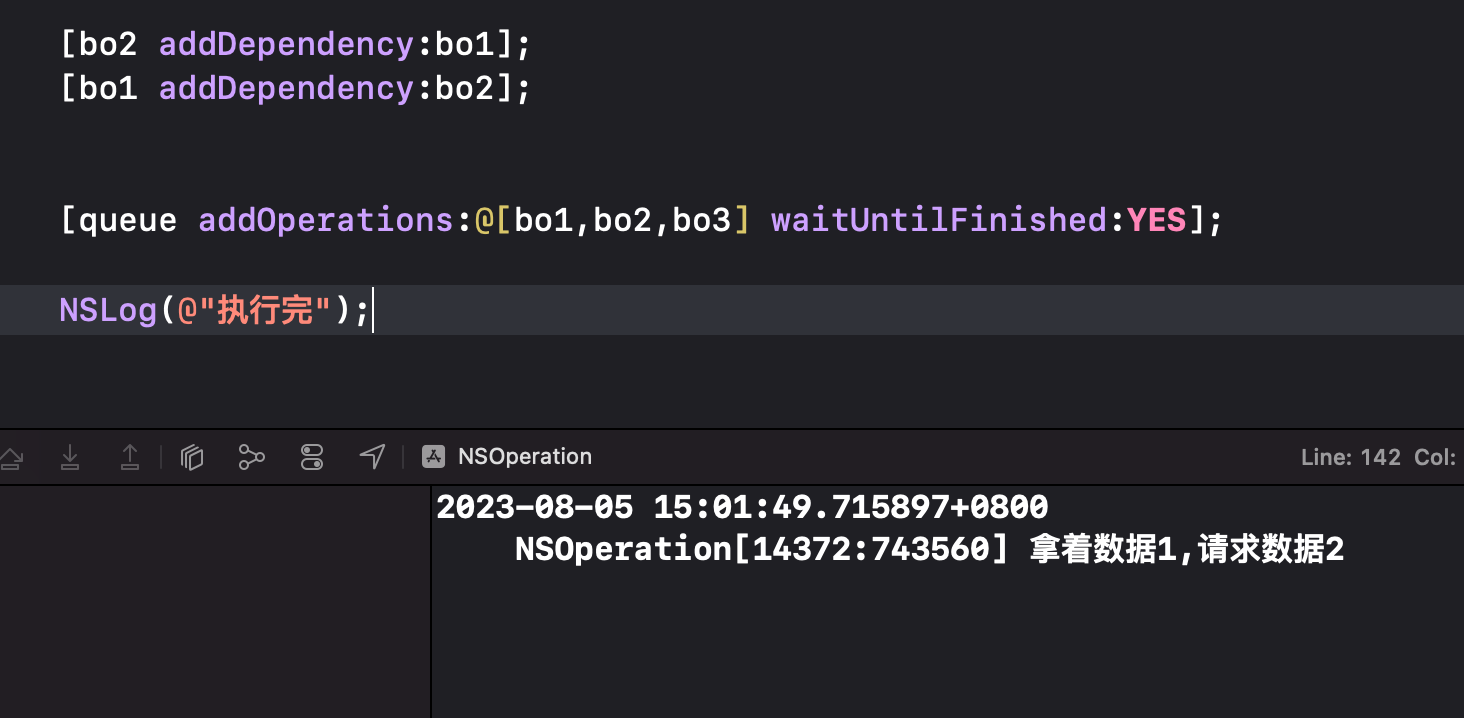 [bo2 addDependency:bo1];
[bo1 addDependency:bo2];
[queue addOperations:@[bo1,bo2,bo3] waitUntilFinished:YES];
NSLog(@"执行完");
NSOperation
Line: 142 Col:
2023-08-05 15:01:49.715897+0800
NSOperation[14372:743560] 拿着数据1,请求数据2